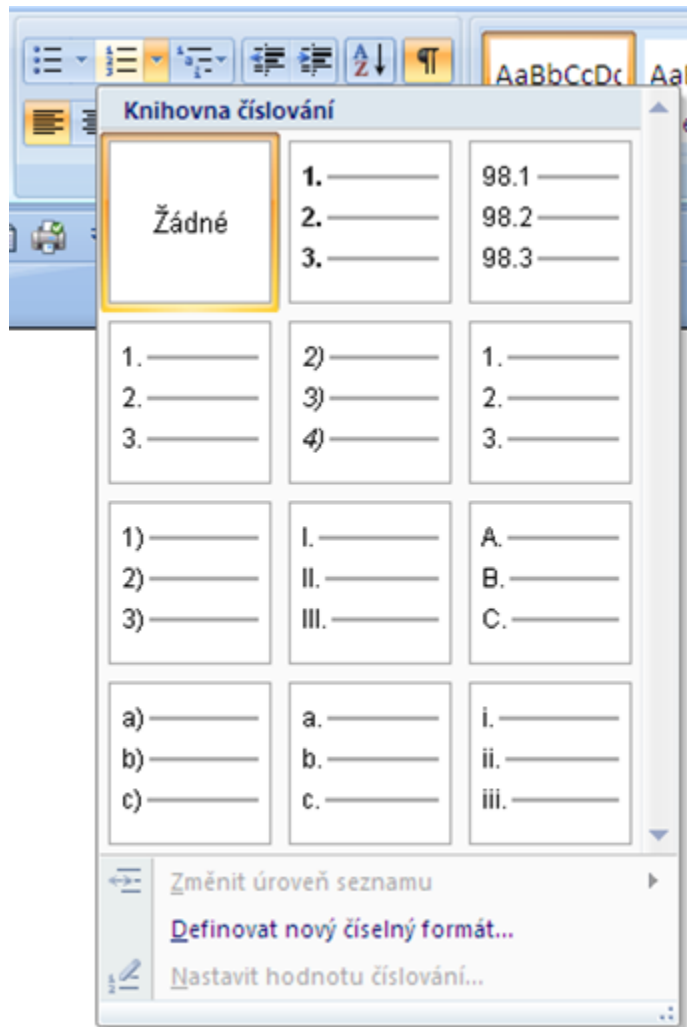 AaBbCcDc Aa
Knihovna číslování
Žádné
1.
2.
3.
98.1
98.2
98.3
1.
2.
3.
2)
3)
4)
1.
2.
3.
1)
2)
3)
I.
II.
III.
A.
B.
C.
a)
b)
c)
a.
b.
c.
i.
ii.
iii.
Změnit úroveň seznamu
Definovat nový číselný formát...
Nastavit hodnotu číslování...